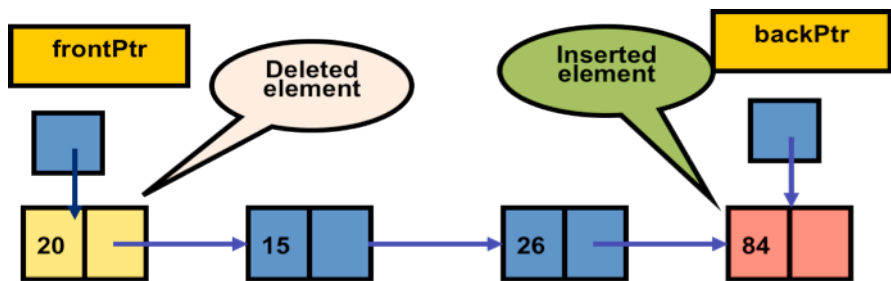 frontPtr
Deleted
element
Inserted
element
backPtr
20
15
26
84